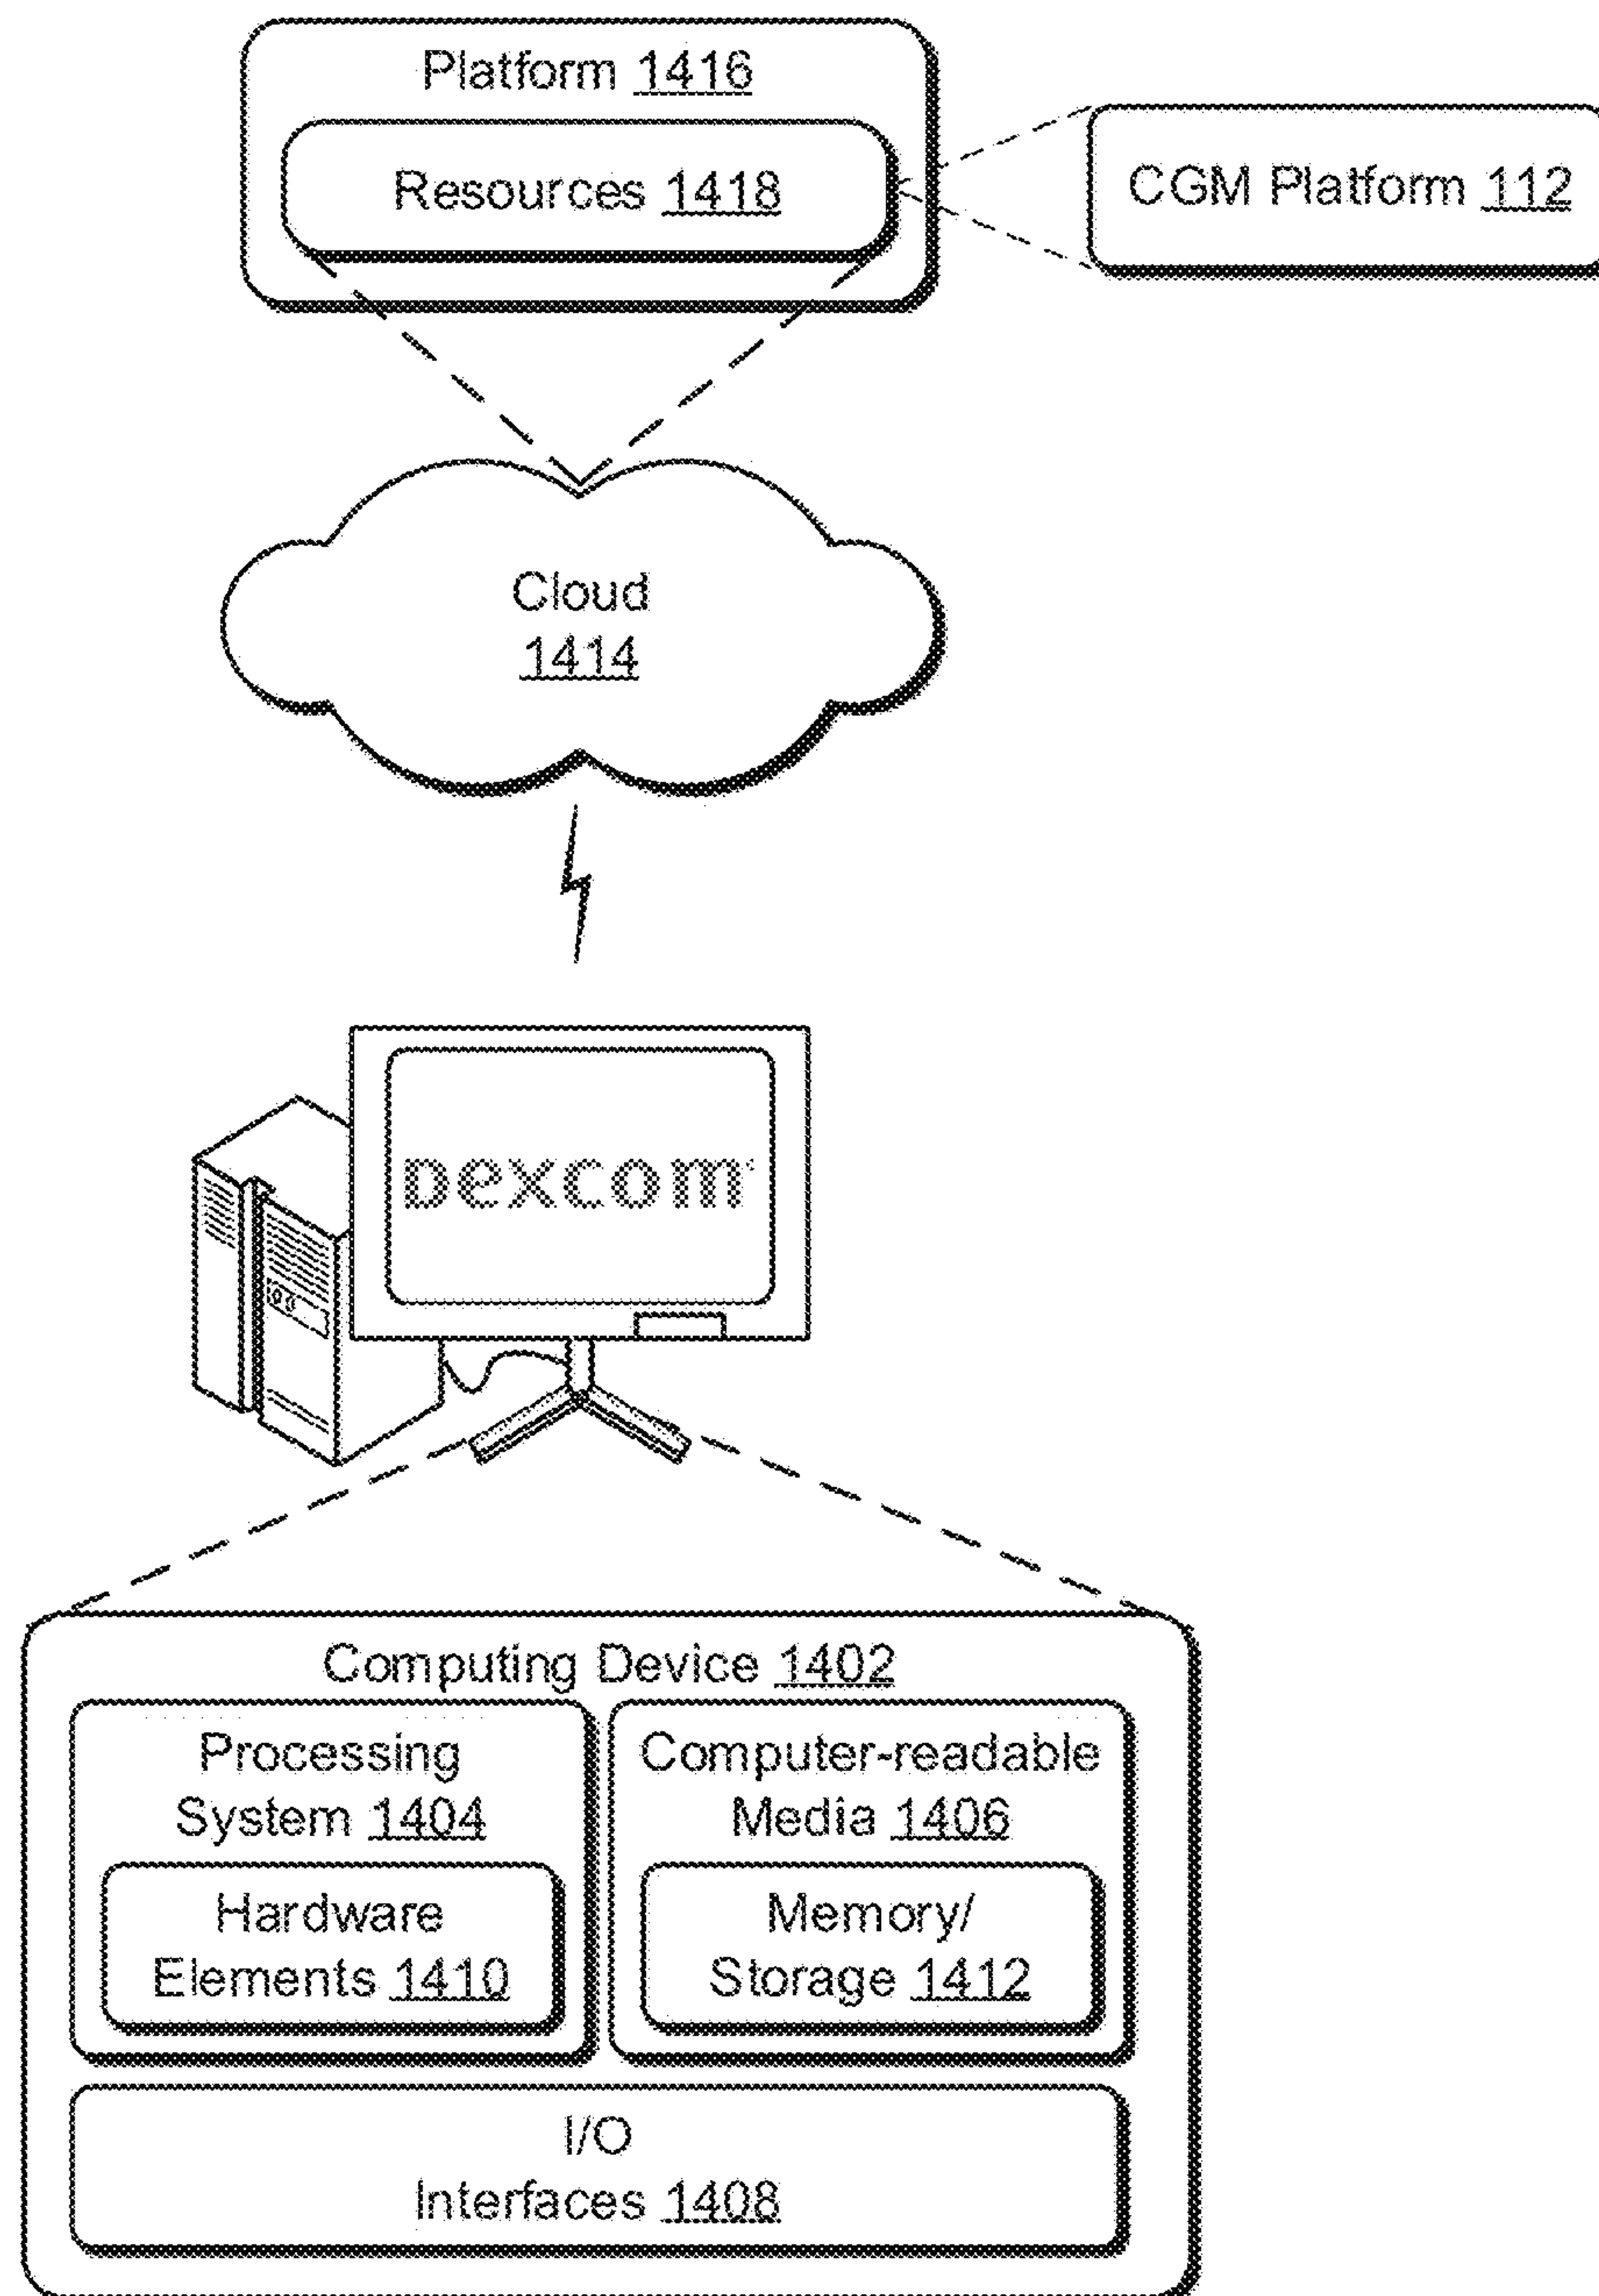 Platform 1416
Resources 1418
CGM Platform 112
Cloud
1414
Dexcom
Computing Device 1402
Processing
System 1404
Hardware
Elements 1410
Computer-readable
Media 1406
Memory/
Storage 1412
I/O
Interfaces 1408